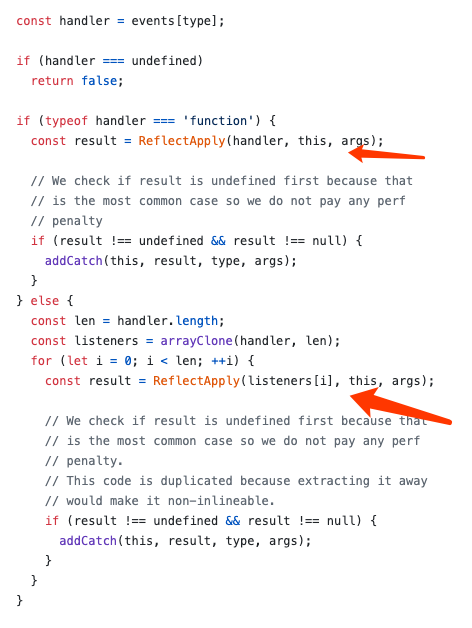 const handler = events[type];
if (handler === undefined)
return false;
if (typeof handler === 'function') {
const result = ReflectApply(handler, this, args);
// We check if result is undefined first because that
// is the most common case so we do not pay any perf
// penalty
if (result !== undefined && result !== null) {
addCatch(this, result, type, args);
}
} else {
const len = handler.length;
const listeners = arrayClone(handler, len);
for (let i = 0; i < len; ++i) {
const result = ReflectApply(listeners[i], this, args);
// We check if result is undefined first because that
// is the most common case so we do not pay any perf
// penalty.
// This code is duplicated because extracting it away
// would make it non-inlineable.
if (result !== undefined && result !== null) {
addCatch(this, result, type, args);
}
}
}